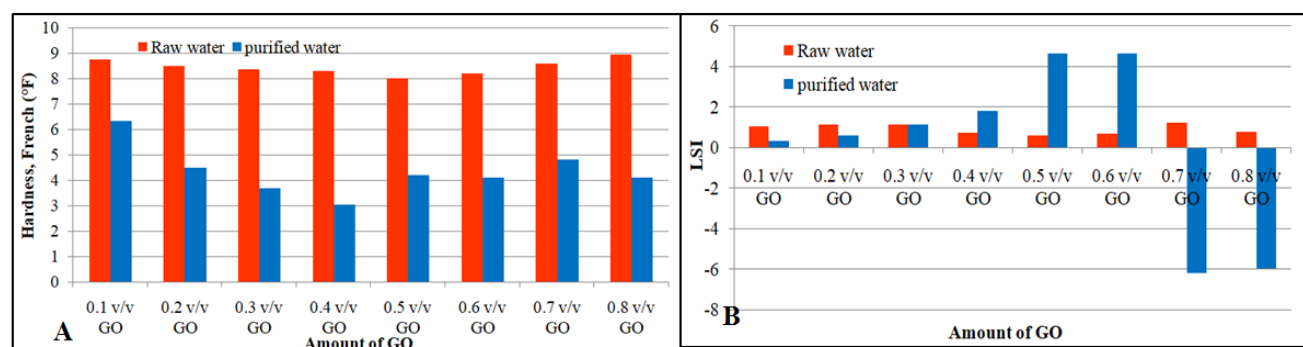 Hardness, French (°F)
10
9
8
7
6
5
4
3
2
1
0
Raw water purified water
0.1 v/v GO
0.2 v/v GO
0.3 v/v GO
0.4 v/v GO
0.5 v/v GO
0.6 v/v GO
0.7 v/v GO
0.8 v/v GO
A
Amount of GO
LSI
6
4
2
0
-2
-4
-6
-8
Raw water
purified water
0.1 v/v GO
0.2 v/v GO
0.3 v/v GO
0.4 v/v GO
0.5 v/v GO
0.6 v/v GO
0.7 v/v GO
0.8 v/v GO
B
Amount of GO